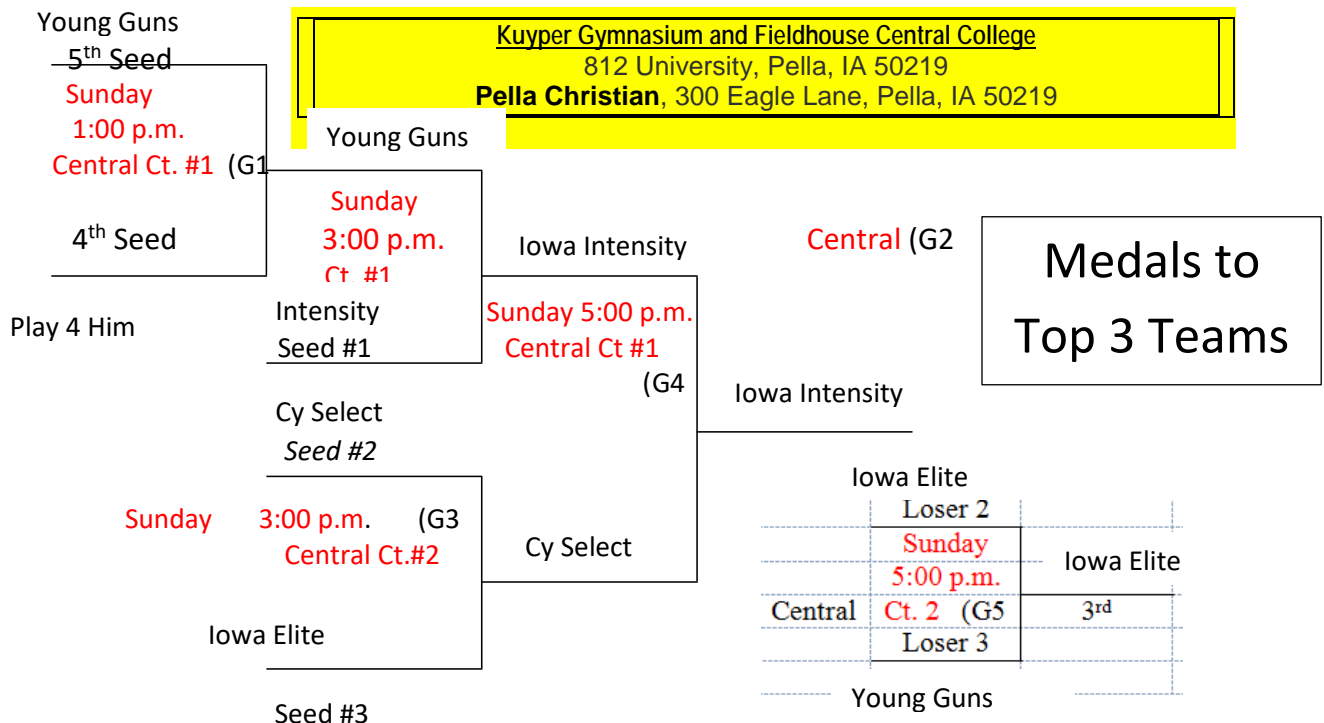 Young Guns
5th Seed
Sunday
1:00 p.m.
Central Ct. #1 (G1
4th Seed
Play 4 Him
Kuyper Gymnasium and Fieldhouse Central College
812 University, Pella, IA 50219
Pella Christian, 300 Eagle Lane, Pella, IA 50219
Young Guns
Sunday
3:00 p.m.
Ct. #1
Intensity
Seed #1
Central (G2
Medals to
Top 3 Teams
Iowa Intensity
Sunday 5:00 p.m.
Central Ct #1
(G4
Iowa Intensity
Cy Select
Seed #2
Sunday 3:00 p.m. (G3
Central Ct.#2
Cy Select
Iowa Elite
Seed #3
Iowa Elite
Loser 2
Sunday
5:00 p.m.
Central Ct. 2 (G5
Loser 3
Young Guns
Iowa Elite
3rd